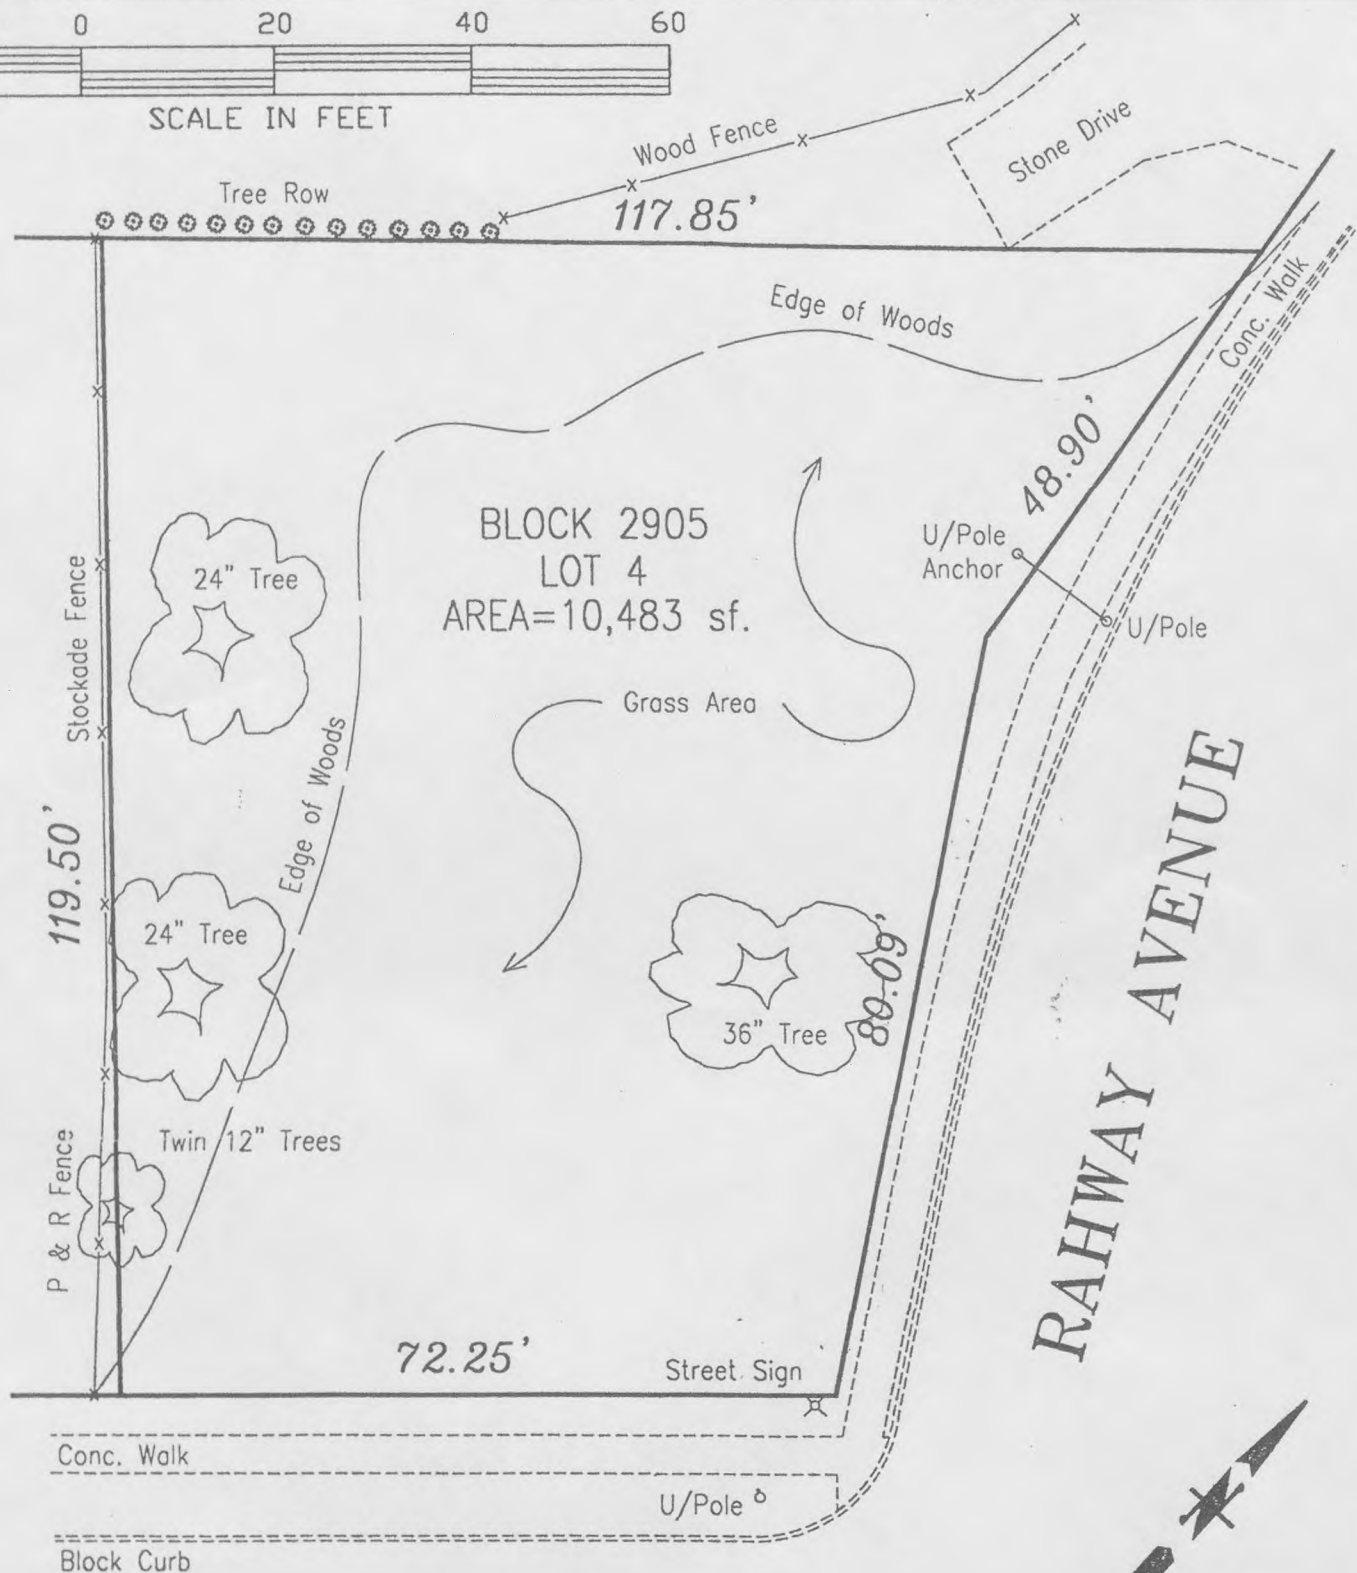 0 20 40 60
SCALE IN FEET
Wood Fence
Stone Drive
Tree Row
117.85'
Edge of Woods
Conc. Walk
48.90'
BLOCK 2905
LOT 4
AREA=10,483 sf.
U/Pole
Anchor
U/Pole
24" Tree
Stockade Fence
Grass Area
Edge of Woods
119.50'
24" Tree
36" Tree
80.09'
RAHWAY AVENUE
Twin 12" Trees
P & R Fence
72.25'
Street Sign
Conc. Walk
U/Pole
Block Curb